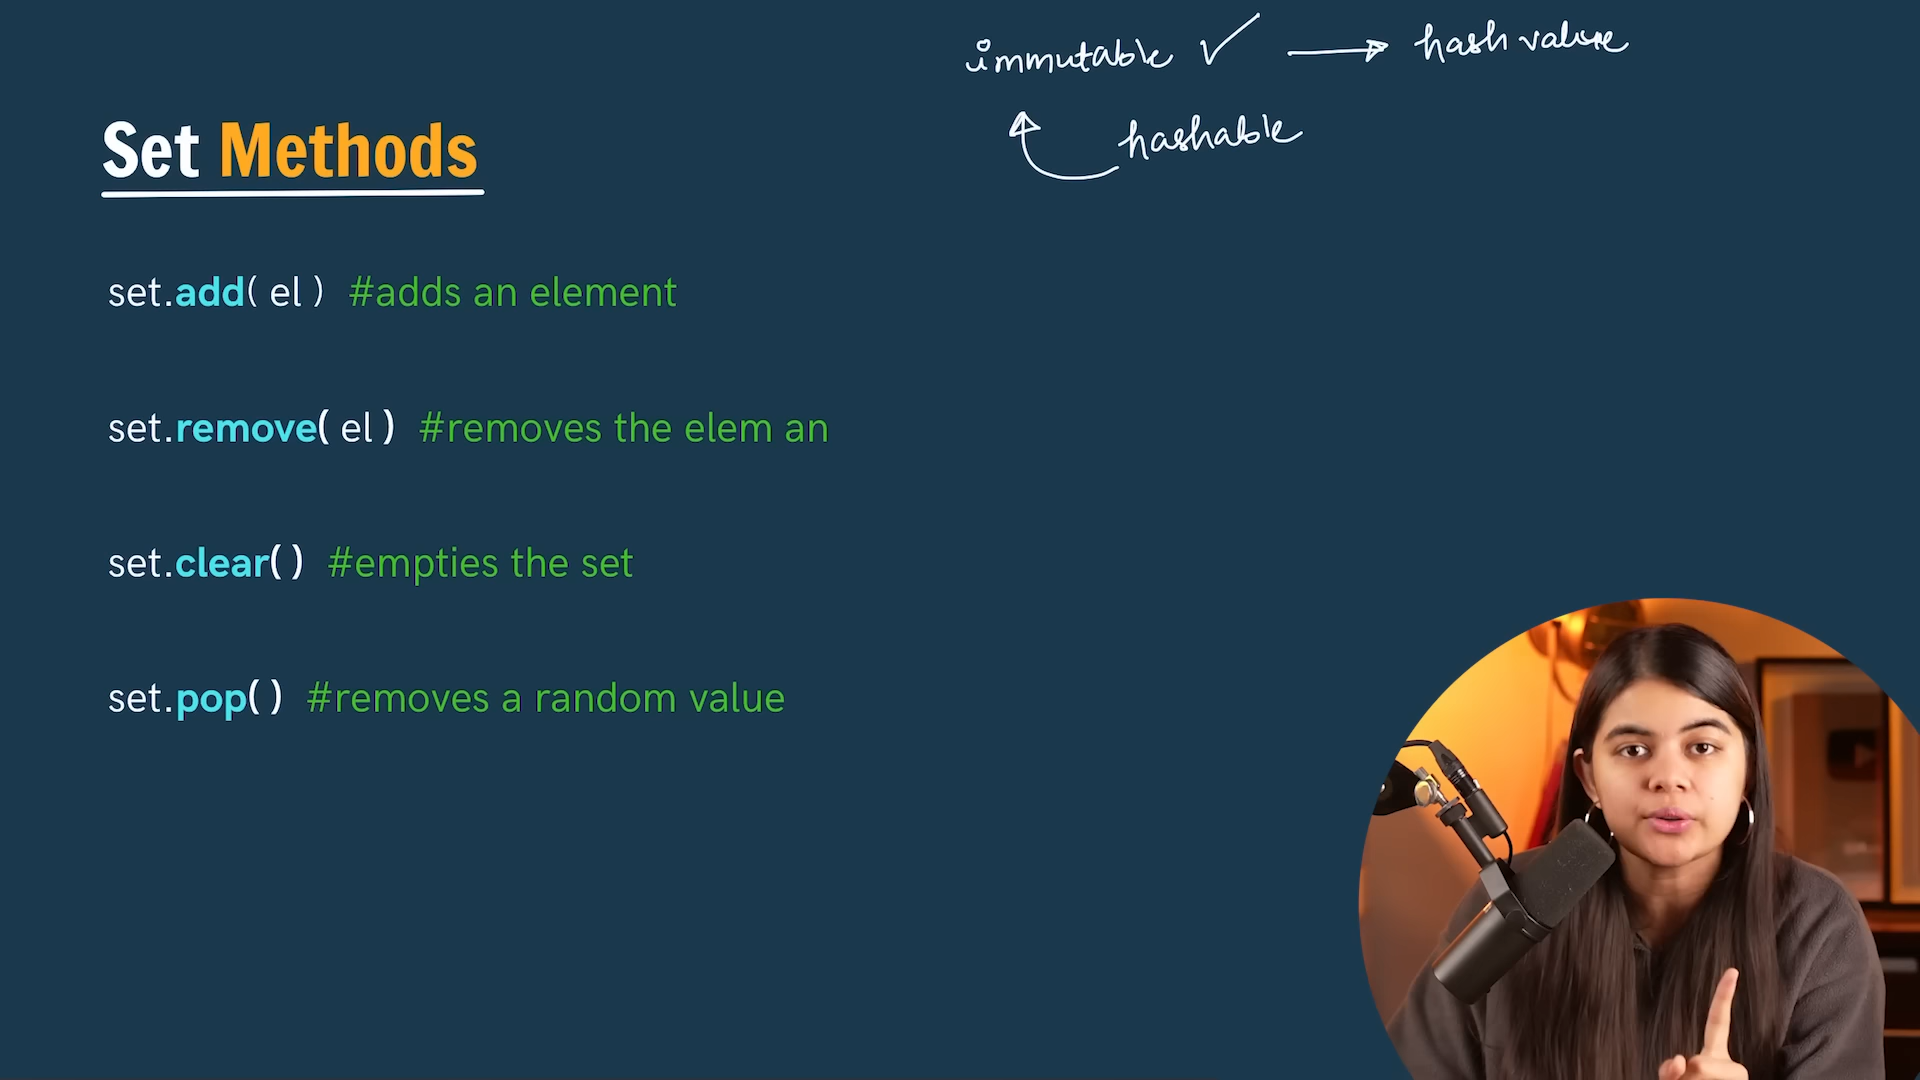 immutable ✓ → hash value
hashable
Set Methods
set.add( el ) #adds an element
set.remove( el ) #removes the elem an
set.clear( ) #empties the set
set.pop( ) #removes a random value